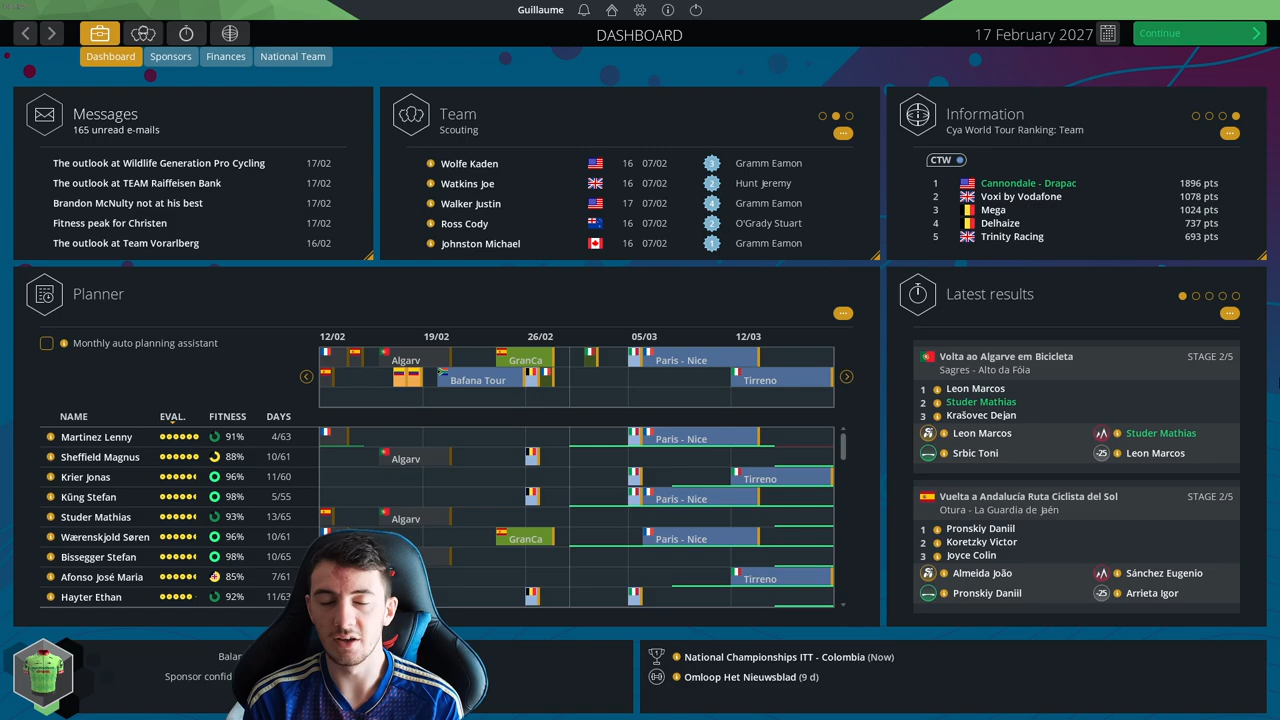 Guillaume
DASHBOARD
17 February 2027
Continue
Dashboard
Sponsors
Finances
National Team
Messages
165 unread e-mails
The outlook at Wildlife Generation Pro Cycling 17/02
The outlook at TEAM Raiffeisen Bank 17/02
Brandon McNulty not at his best 17/02
Fitness peak for Christen 17/02
The outlook at Team Vorarlberg 16/02
Team
Scouting
Wolfe Kaden 16 07/02 3 Gramm Eamon
Watkins Joe 16 07/02 2 Hunt Jeremy
Walker Justin 17 07/02 4 Gramm Eamon
Ross Cody 16 07/02 2 O'Grady Stuart
Johnston Michael 16 07/02 1 Gramm Eamon
Information
Cya World Tour Ranking: Team
CTW
1 Cannondale - Drapac 1896 pts
2 Voxi by Vodafone 1078 pts
3 Mega 1024 pts
4 Delhaize 737 pts
5 Trinity Racing 693 pts
Planner
Monthly auto planning assistant
12/02 19/02 26/02 05/03 12/03
Algarv GranCa Paris - Nice
Bafana Tour Tirreno
NAME EVAL. FITNESS DAYS
Martinez Lenny 91% 4/63 Paris - Nice
Sheffield Magnus 88% 10/61 Algarv
Krier Jonas 96% 11/60 Tirreno
Küng Stefan 98% 5/55 Paris - Nice
Studer Mathias 93% 13/65 Algarv
Wærenskjold Søren 96% 10/61 GranCa Paris - Nice
Bissegger Stefan 98% 10/65
Afonso José Maria 85% 7/61 Tirreno
Hayter Ethan 92% 11/63
Latest results
Volta ao Algarve em Bicicleta STAGE 2/5
Sagres - Alto da Fóia
1 Leon Marcos
2 Studer Mathias
3 Krašovec Dejan
Leon Marcos Studer Mathias
Srbic Toni -25 Leon Marcos
Vuelta a Andalucía Ruta Ciclista del Sol STAGE 2/5
Otura - La Guardia de Jaén
1 Pronskiy Daniil
2 Koretzky Victor
3 Joyce Colin
Almeida João Sánchez Eugenio
Pronskiy Daniil -25 Arrieta Igor
Sponsor
National Championships ITT - Colombia (Now)
Omloop Het Nieuwsblad (9 d)